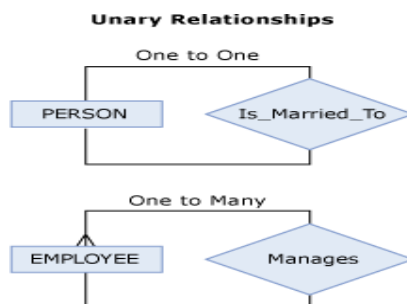 Unary Relationships
One to One
PERSON
Is_Married_To
One to Many
EMPLOYEE
Manages